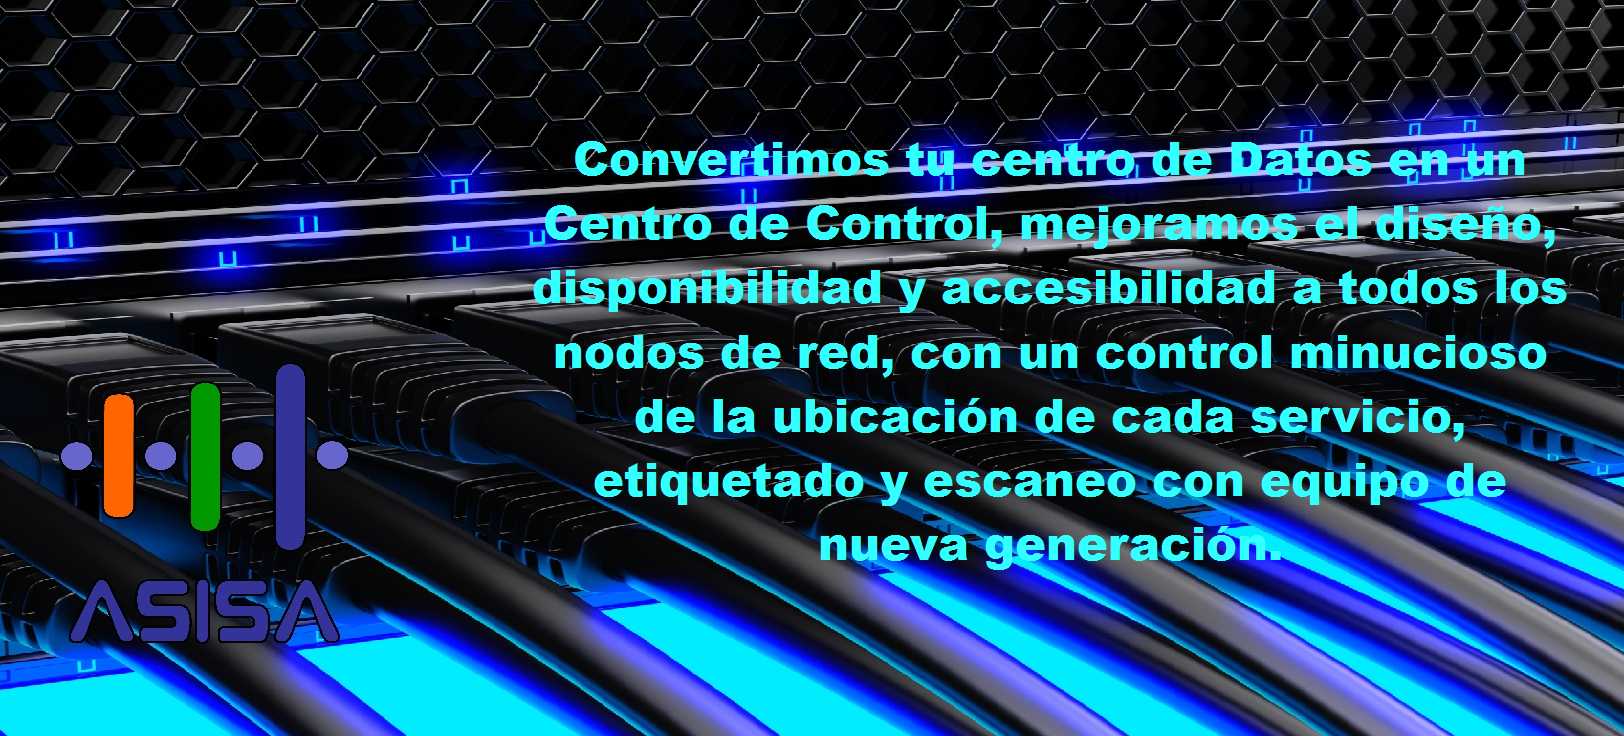 Convertimos tu centro de Datos en un
Centro de Control, mejoramos el diseño,
disponibilidad y accesibilidad a todos los
nodos de red, con un control minucioso
de la ubicación de cada servicio,
etiquetado y escaneo con equipo de
nueva generación.
ASISA